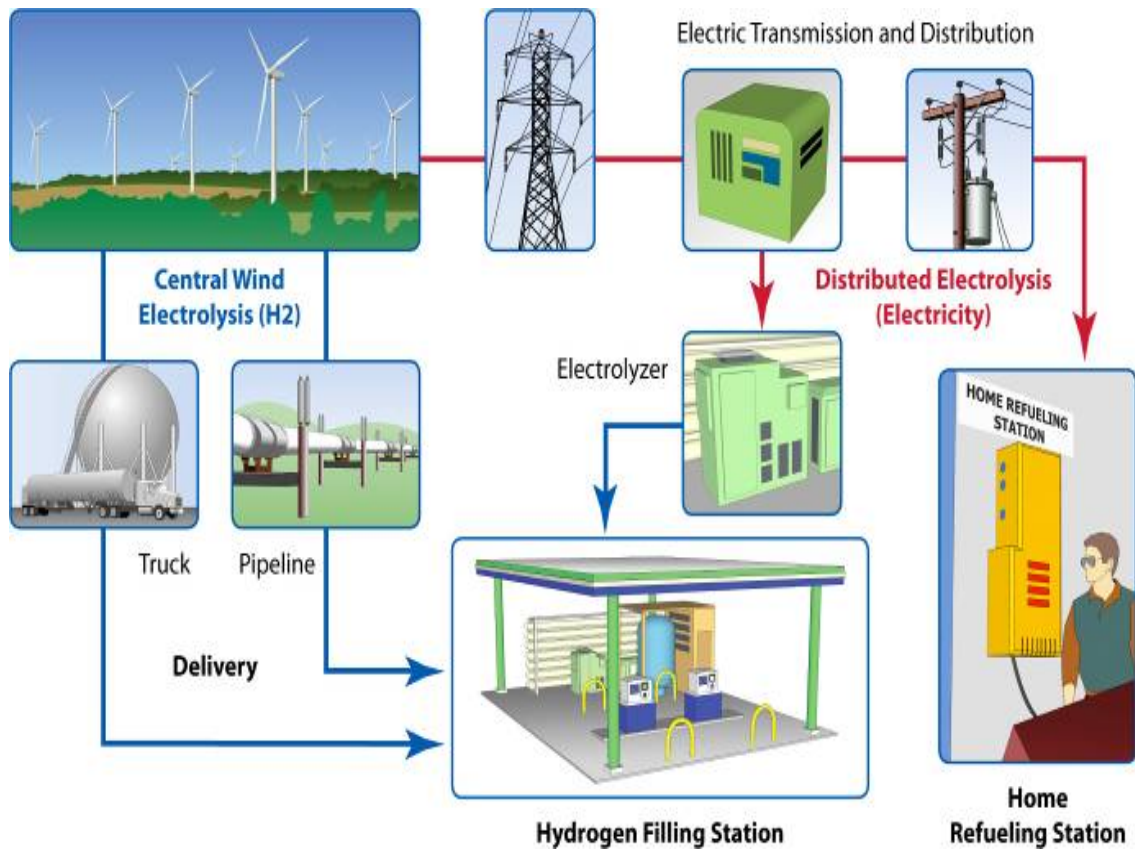 Electric Transmission and Distribution
Central Wind
Electrolysis (H2)
Distributed Electrolysis
(Electricity)
Electrolyzer
HOME REFUELING
STATION
Truck
Pipeline
Delivery
Hydrogen Filling Station
Home
Refueling Station